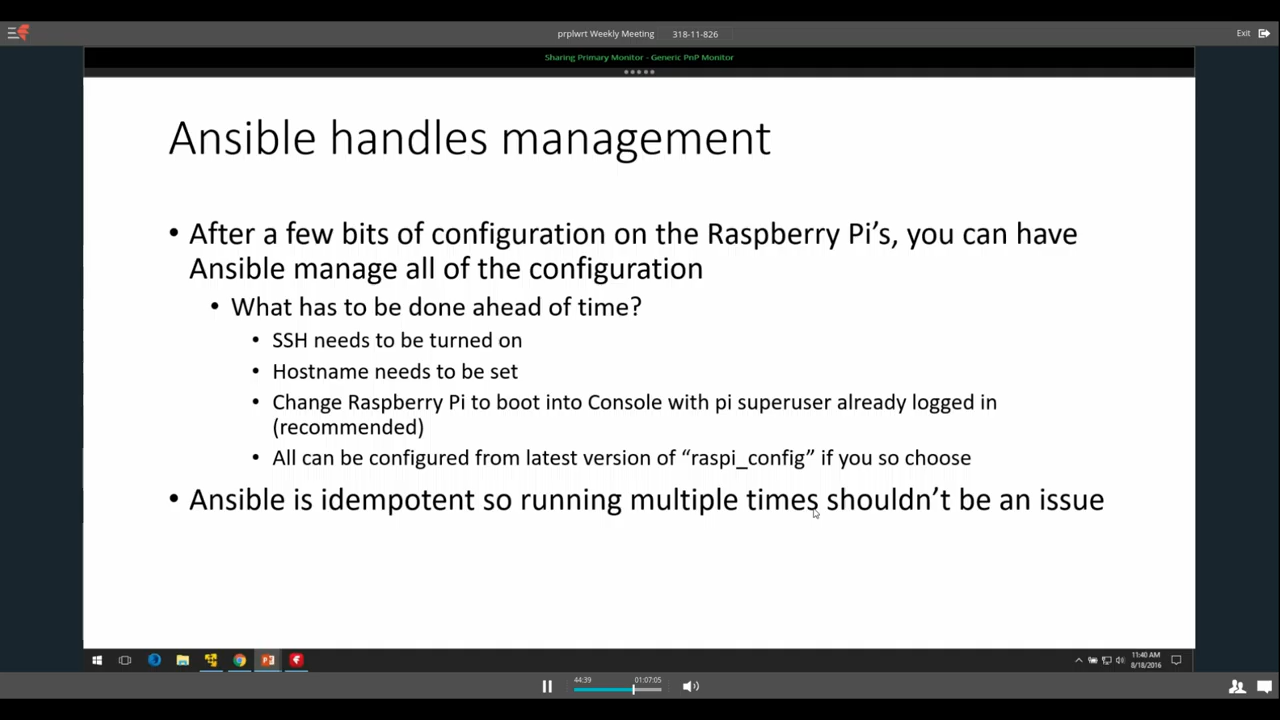 prplwrt Weekly Meeting 318-11-826 Exit
Sharing Primary Monitor - Generic PnP Monitor
Ansible handles management
• After a few bits of configuration on the Raspberry Pi’s, you can have
Ansible manage all of the configuration
• What has to be done ahead of time?
• SSH needs to be turned on
• Hostname needs to be set
• Change Raspberry Pi to boot into Console with pi superuser already logged in
(recommended)
• All can be configured from latest version of “raspi_config” if you so choose
• Ansible is idempotent so running multiple times shouldn’t be an issue
11:40 AM
8/18/2016
44:39 01:07:05